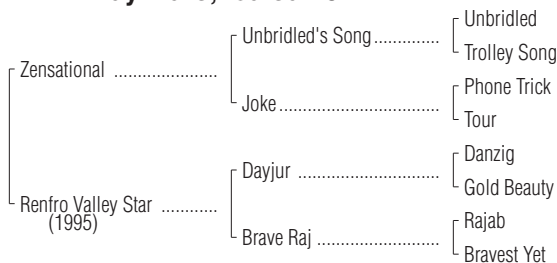 Unbridled
Unbridled's Song
Trolley Song
Zensational
Phone Trick
Joke
Tour
Danzig
Dayjur
Gold Beauty
Renfro Valley Star
(1995)
Rajab
Brave Raj
Bravest Yet